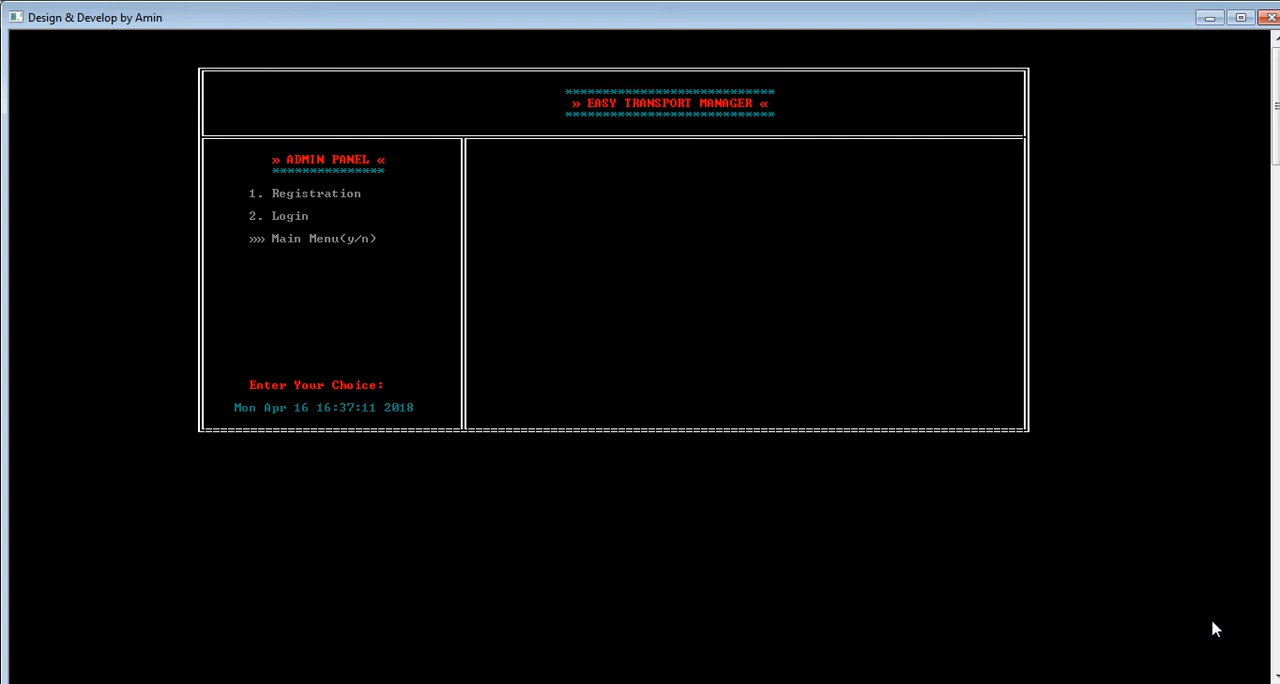 Design & Develop by Amin
****************************
» EASY TRANSPORT MANAGER «
****************************
» ADMIN PANEL «
***************
1. Registration
2. Login
»» Main Menu(y/n)
Enter Your Choice:
Mon Apr 16 16:37:11 2018